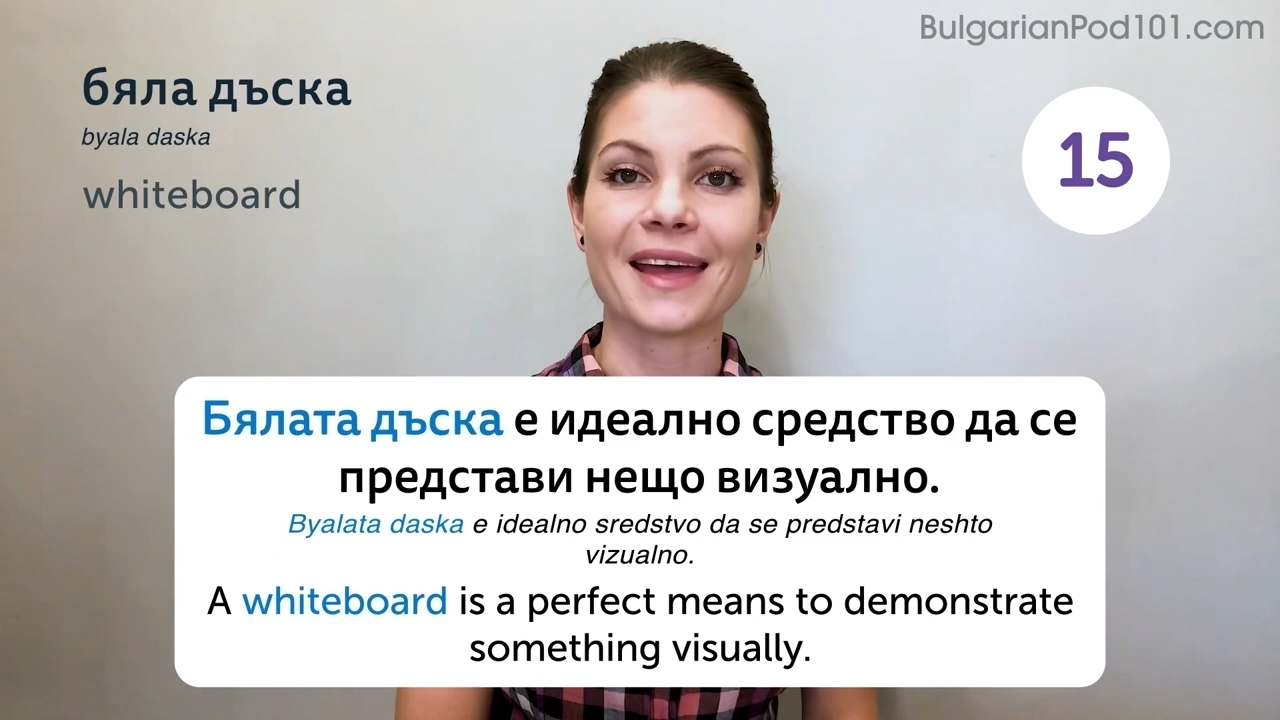 BulgarianPod101.com
бяла дъска
byala daska
whiteboard
15
Бялата дъска е идеално средство да се
представи нещо визуално.
Byalata daska e idealno sredstvo da se predstavi neshto
vizualno.
A whiteboard is a perfect means to demonstrate
something visually.